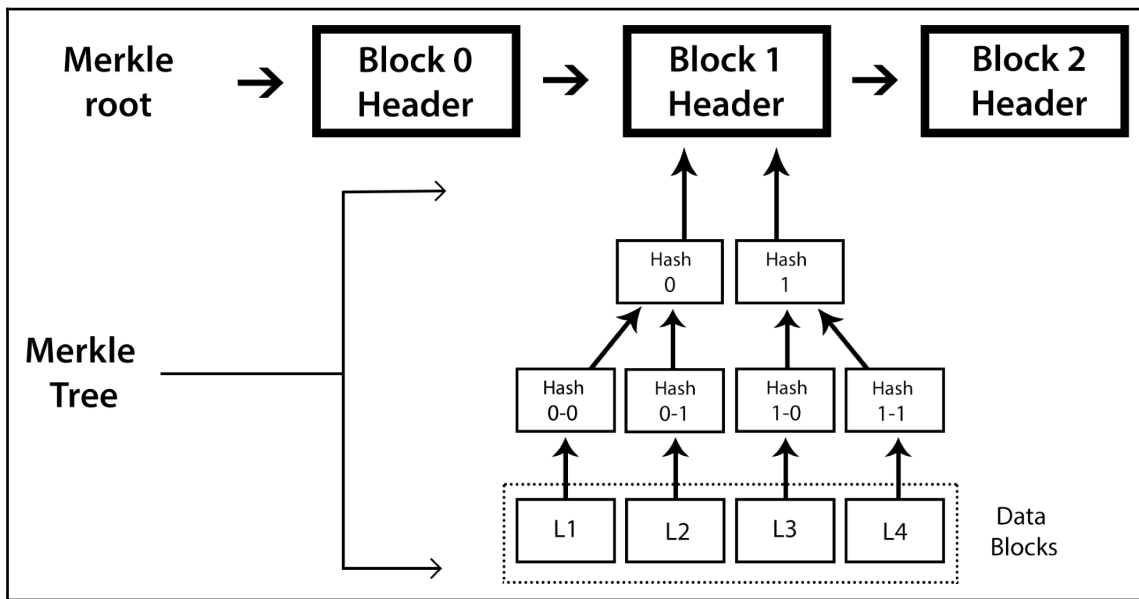 Merkle
root
Block 0
Header
Block 1
Header
Block 2
Header
Hash
0
Hash
1
Merkle
Tree
Hash
0-0
Hash
0-1
Hash
1-0
Hash
1-1
L1
L2
L3
L4
Data
Blocks